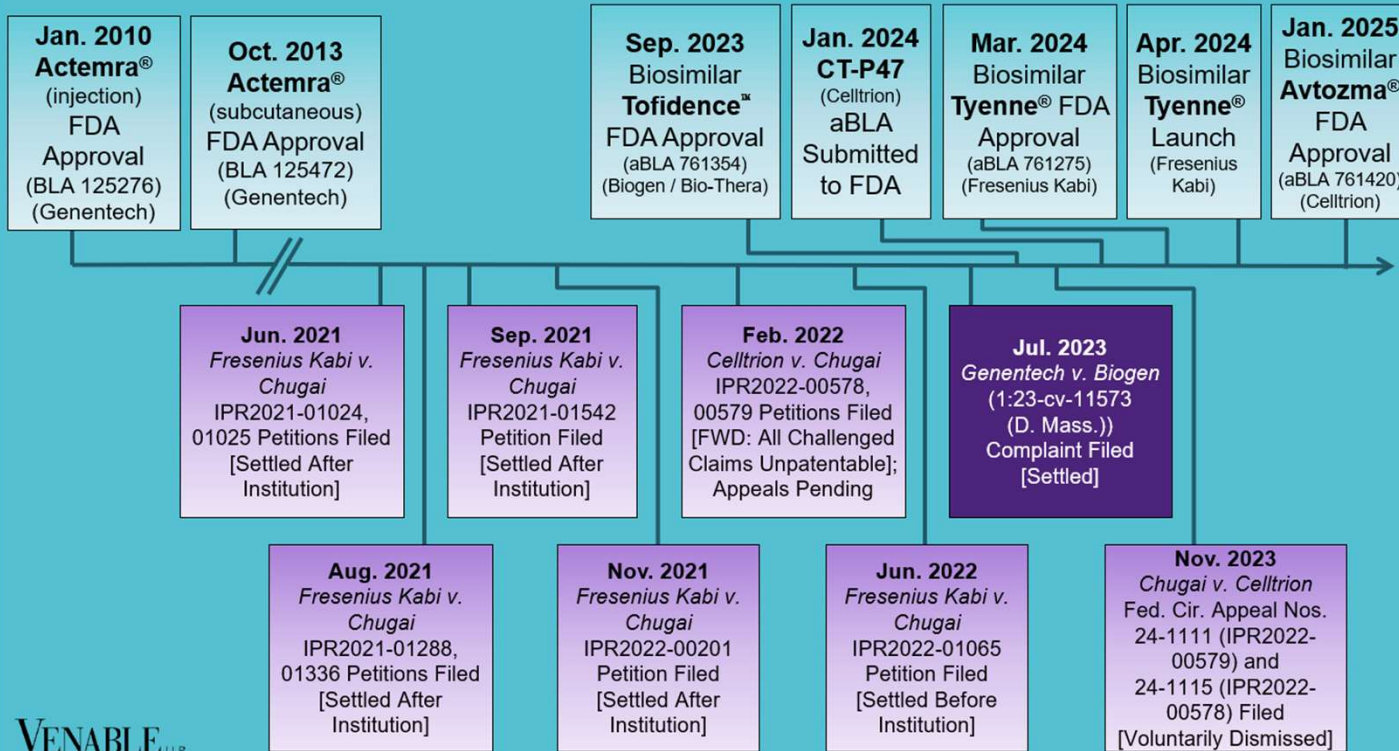 Jan. 2010
Actemra®
(injection)
FDA
Approval
(BLA 125276)
(Genentech)
Oct. 2013
Actemra®
(subcutaneous)
FDA Approval
(BLA 125472)
(Genentech)
Sep. 2023
Biosimilar
Tofidence™
FDA Approval
(aBLA 761354)
(Biogen / Bio-Thera)
Jan. 2024
CT-P47
(Celltrion)
aBLA
Submitted
to FDA
Mar. 2024
Biosimilar
Tyenne® FDA
Approval
(aBLA 761275)
(Fresenius Kabi)
Apr. 2024
Biosimilar
Tyenne®
Launch
(Fresenius
Kabi)
Jan. 2025
Biosimilar
Avtozma®
FDA
Approval
(aBLA 761420)
(Celltrion)
Jun. 2021
Fresenius Kabi v.
Chugai
IPR2021-01024,
01025 Petitions Filed
[Settled After
Institution]
Sep. 2021
Fresenius Kabi v.
Chugai
IPR2021-01542
Petition Filed
[Settled After
Institution]
Feb. 2022
Celltrion v. Chugai
IPR2022-00578,
00579 Petitions Filed
[FWD: All Challenged
Claims Unpatentable];
Appeals Pending
Jul. 2023
Genentech v. Biogen
(1:23-cv-11573
(D. Mass.))
Complaint Filed
[Settled]
Aug. 2021
Fresenius Kabi v.
Chugai
IPR2021-01288,
01336 Petitions Filed
[Settled After
Institution]
Nov. 2021
Fresenius Kabi v.
Chugai
IPR2022-00201
Petition Filed
[Settled After
Institution]
Jun. 2022
Fresenius Kabi v.
Chugai
IPR2022-01065
Petition Filed
[Settled Before
Institution]
Nov. 2023
Chugai v. Celltrion
Fed. Cir. Appeal Nos.
24-1111 (IPR2022-
00579) and
24-1115 (IPR2022-
00578) Filed
[Voluntarily Dismissed]
VENABLE LLP